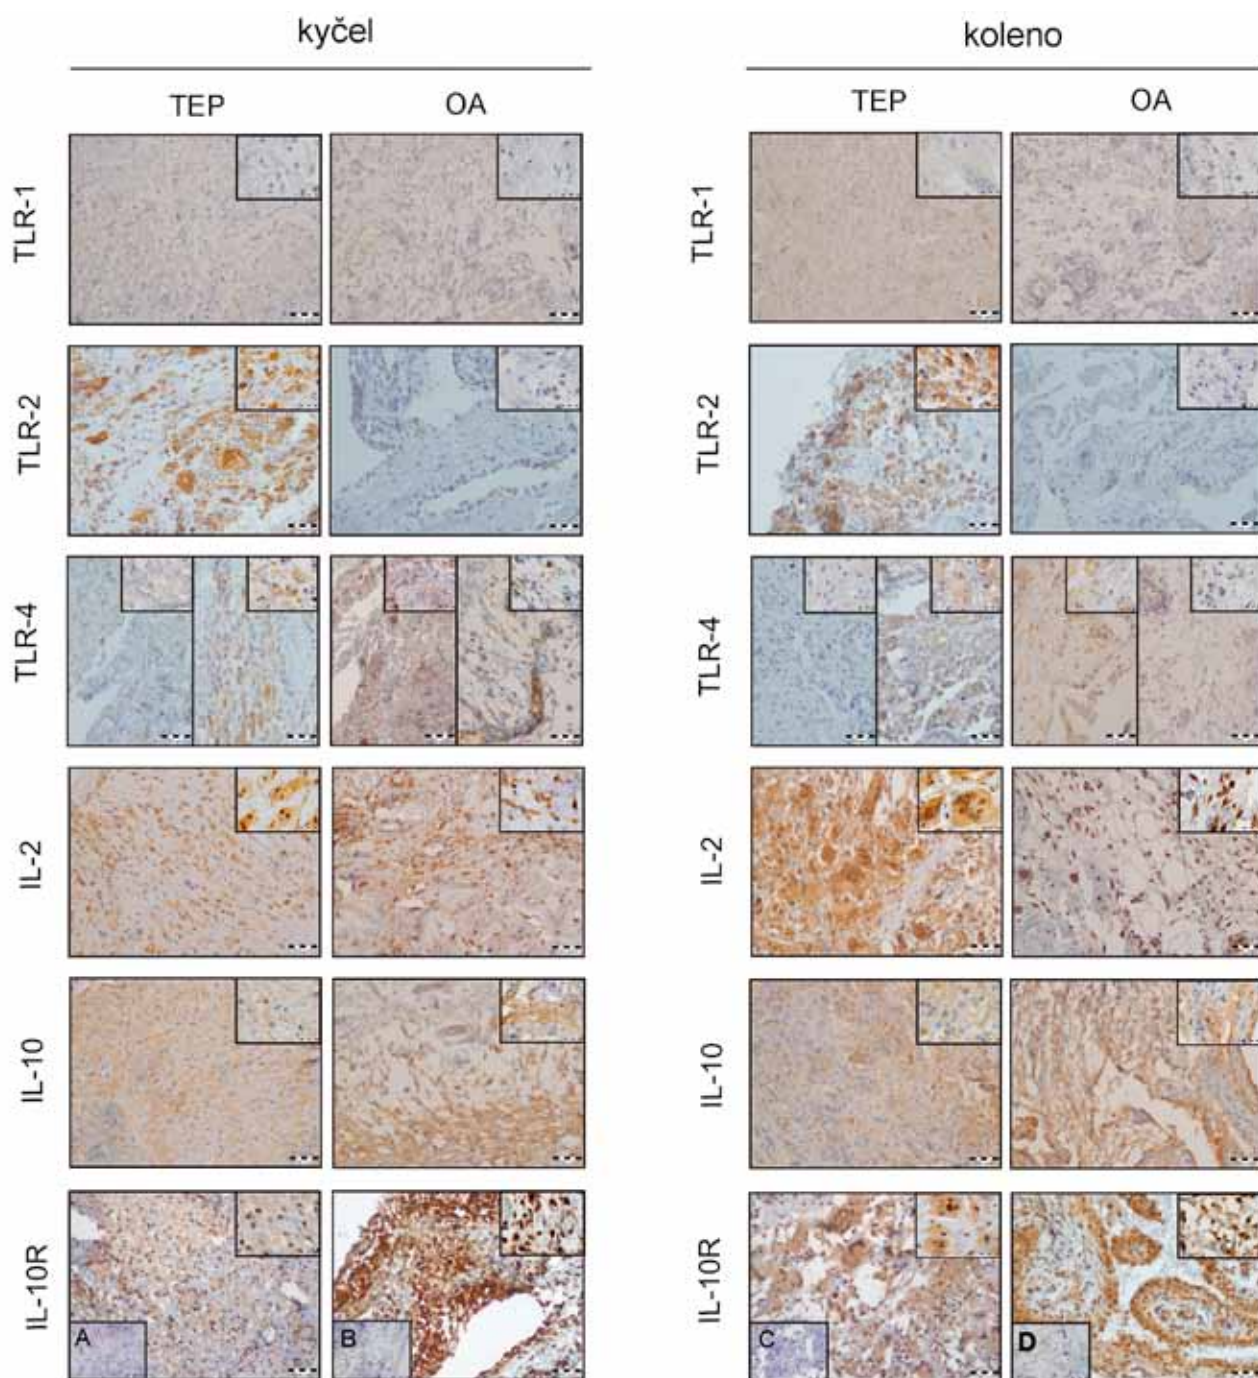 kyčel
koleno
TEP OA
TEP OA
TLR-1
TLR-1
TLR-2
TLR-2
TLR-4
TLR-4
IL-2
IL-2
IL-10
IL-10
IL-10R
IL-10R
A B
C D